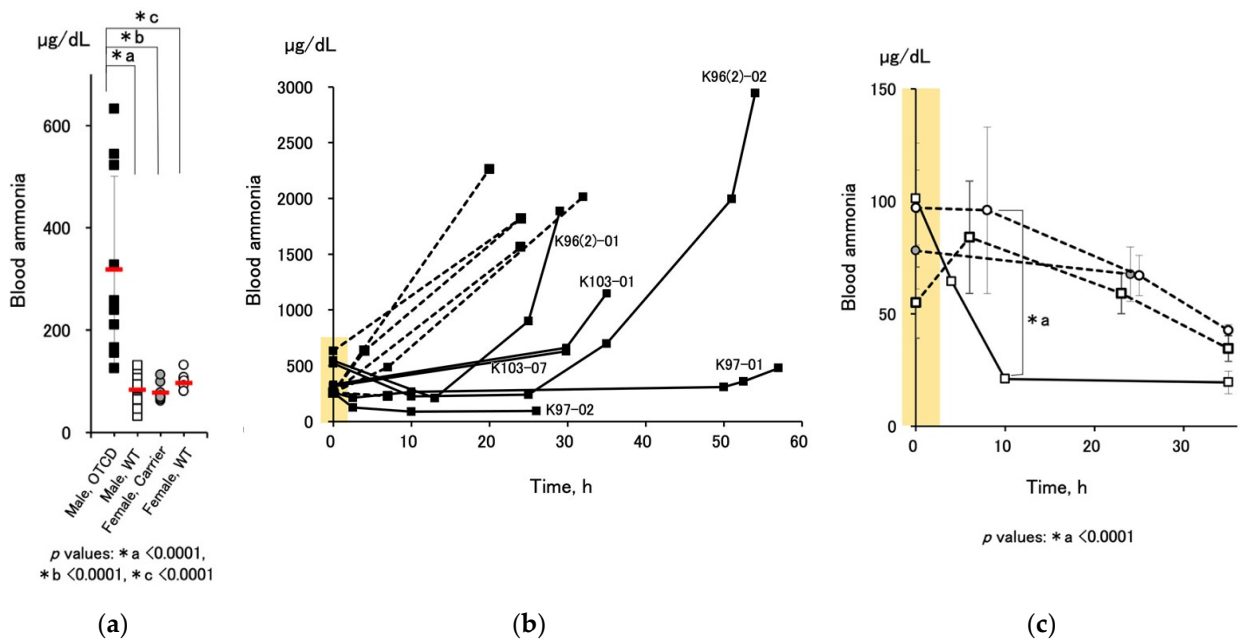 ∗c
∗b
∗a
μg/dL
600
400
200
0
Blood ammonia
Male, OTCD
Male, WT
Female, Carrier
Female, WT
p values: ∗a <0.0001,
∗b <0.0001, ∗c <0.0001
(a)
μg/dL
3000
2500
2000
1500
1000
500
0
Blood ammonia
K96(2)-02
K96(2)-01
K103-01
K103-07
K97-01
K97-02
0 10 20 30 40 50 60
Time, h
(b)
μg/dL
150
100
50
0
Blood ammonia
∗a
0 10 20 30
Time, h
p values: ∗a <0.0001
(c)